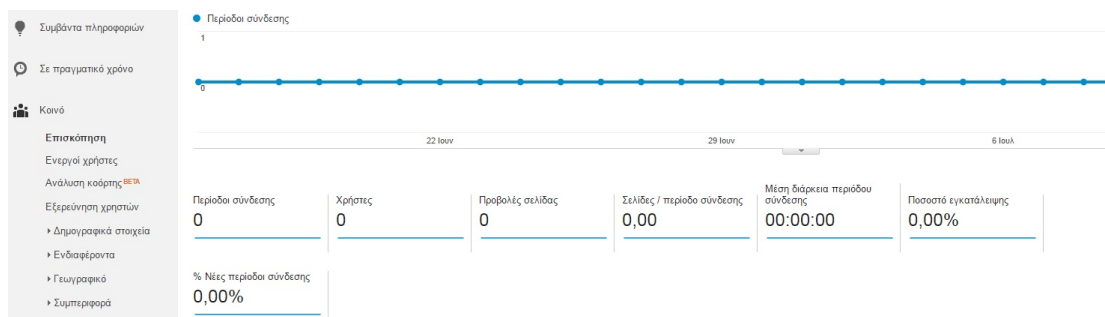 Συμβάντα πληροφοριών
Σε πραγματικό χρόνο
Κοινό
Επισκόπηση
Ενεργοί χρήστες
Ανάλυση κοόρτης BETA
Εξερεύνηση χρηστών
Δημογραφικά στοιχεία
Ενδιαφέροντα
Γεωγραφικό
Συμπεριφορά
Περίοδοι σύνδεσης
1
0
22 Ιουν
29 Ιουν
6 Ιουλ
Περίοδοι σύνδεσης
0
Χρήστες
0
Προβολές σελίδας
0
Σελίδες / περίοδο σύνδεσης
0,00
Μέση διάρκεια περιόδου
σύνδεσης
00:00:00
Ποσοστό εγκατάλειψης
0,00%
% Νέες περίοδοι σύνδεσης
0,00%